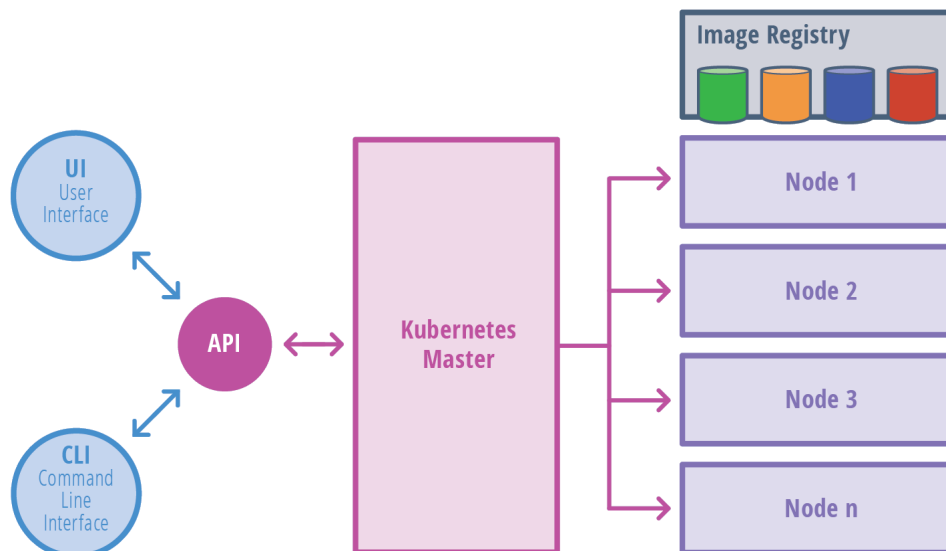 Image Registry
UI
User
Interface
Node 1
Node 2
API
Kubernetes
Master
Node 3
CLI
Command
Line
Interface
Node n